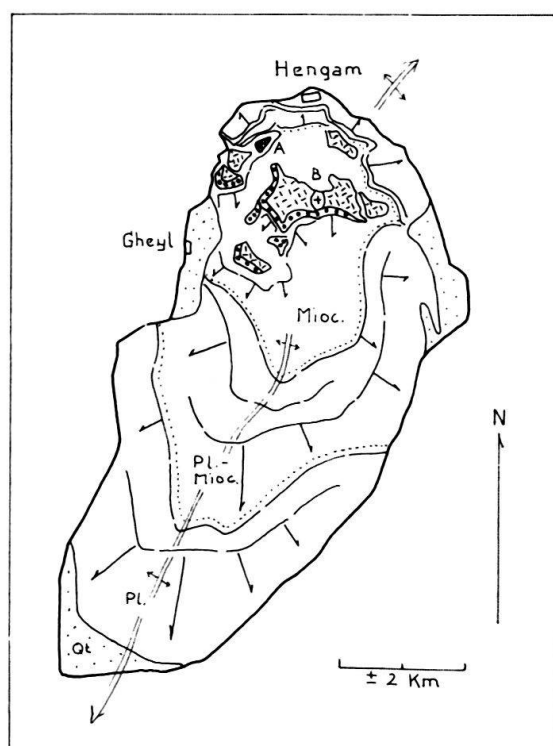 Hengam
A
B
Gheyl
Mioc.
N
Pl.-
Mioc.
Pl.
Qt
± 2 Km